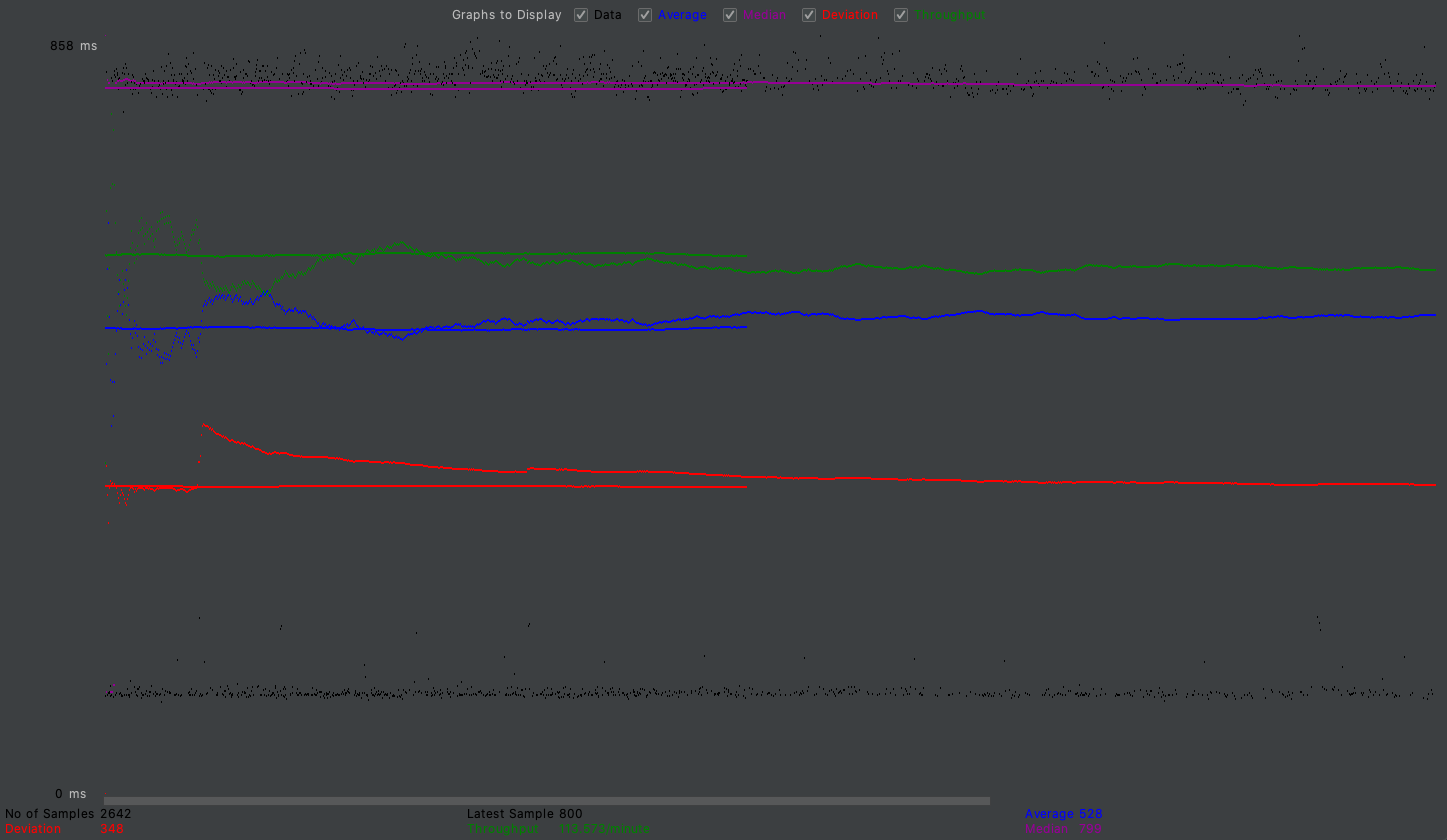 Graphs to Display Data Average Median Deviation Throughput
858 ms
0 ms
No of Samples 2642 Latest Sample 800 Average 528
Deviation 348 Throughput 113.573/minute Median